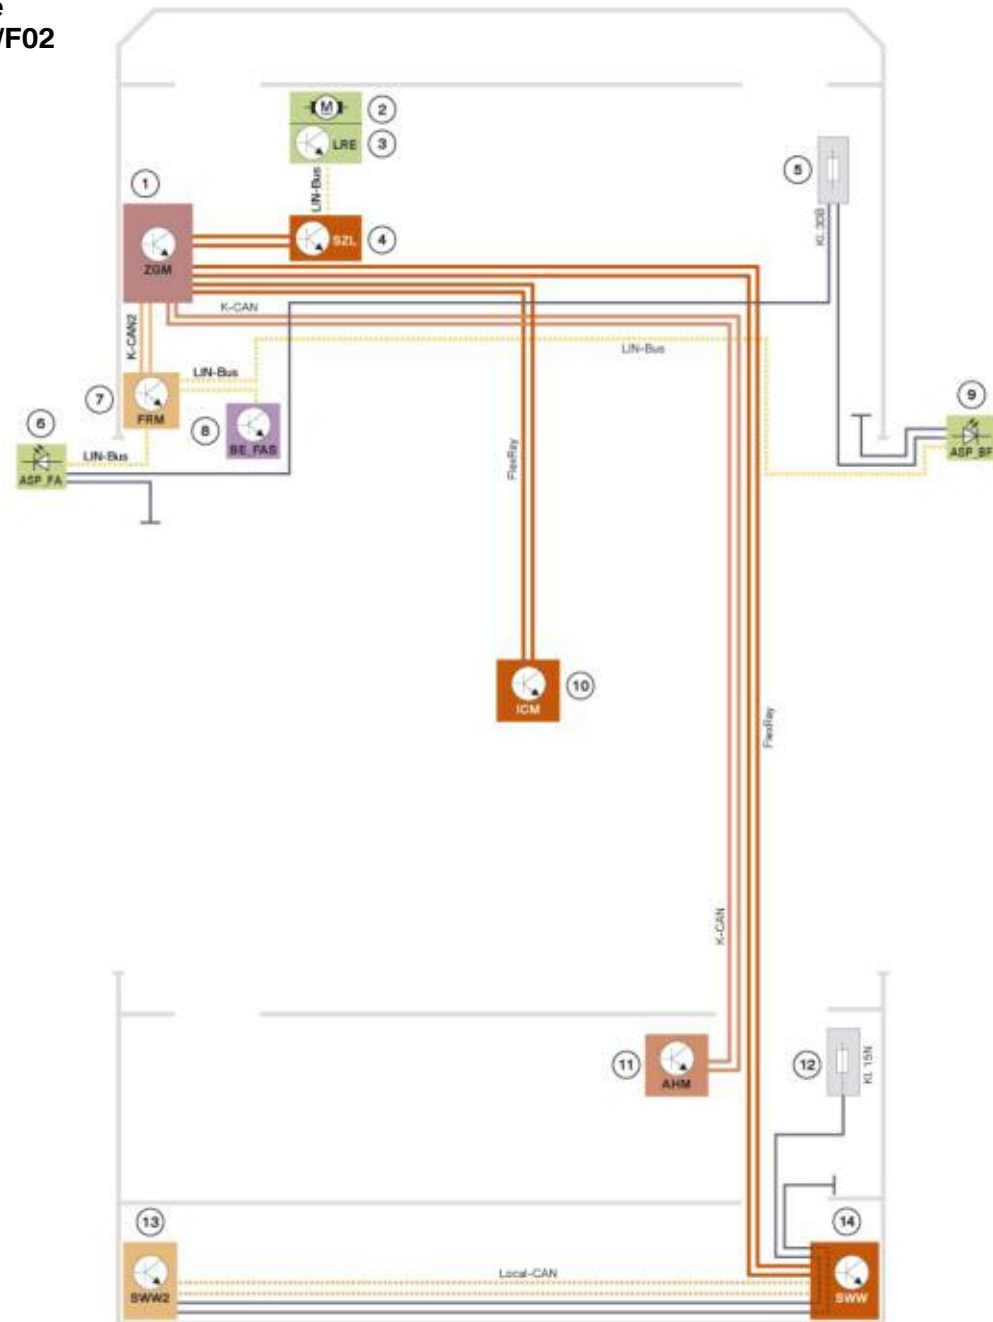 e
/F02
M
2
LRE
3
5
LIN-Bus
1
KL 30B
SZL
4
ZGM
K-CAN
K-CAN2
LIN-Bus
LIN-Bus
7
FRM
9
6
8
BE_FAS
LIN-Bus
ASP_FA
ASP_BF
FlexRay
ICM
10
FlexRay
K-CAN
11
AHM
12
KL 15N
13
14
Local-CAN
SWW2
SWW